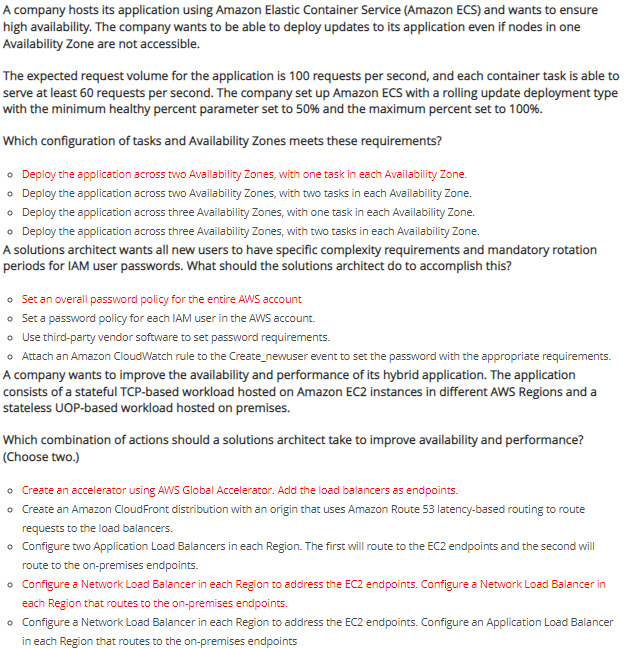 A company hosts its application using Amazon Elastic Container Service (Amazon ECS) and wants to ensure
high availability. The company wants to be able to deploy updates to its application even if nodes in one
Availability Zone are not accessible.
The expected request volume for the application is 100 requests per second, and each container task is able to
serve at least 60 requests per second. The company set up Amazon ECS with a rolling update deployment type
with the minimum healthy percent parameter set to 50% and the maximum percent set to 100%.
Which configuration of tasks and Availability Zones meets these requirements?
Deploy the application across two Availability Zones, with one task in each Availability Zone.
Deploy the application across two Availability Zones, with two tasks in each Availability Zone.
Deploy the application across three Availability Zones, with one task in each Availability Zone.
Deploy the application across three Availability Zones, with two tasks in each Availability Zone.
A solutions architect wants all new users to have specific complexity requirements and mandatory rotation
periods for IAM user passwords. What should the solutions architect do to accomplish this?
Set an overall password policy for the entire AWS account
Set a password policy for each IAM user in the AWS account.
Use third-party vendor software to set password requirements.
Attach an Amazon CloudWatch rule to the Create_newuser event to set the password with the appropriate requirements.
A company wants to improve the availability and performance of its hybrid application. The application
consists of a stateful TCP-based workload hosted on Amazon EC2 instances in different AWS Regions and a
stateless UOP-based workload hosted on premises.
Which combination of actions should a solutions architect take to improve availability and performance?
(Choose two.)
Create an accelerator using AWS Global Accelerator. Add the load balancers as endpoints.
Create an Amazon CloudFront distribution with an origin that uses Amazon Route 53 latency-based routing to route
requests to the load balancers.
Configure two Application Load Balancers in each Region. The first will route to the EC2 endpoints and the second will
route to the on-premises endpoints.
Configure a Network Load Balancer in each Region to address the EC2 endpoints. Configure a Network Load Balancer in
each Region that routes to the on-premises endpoints.
Configure a Network Load Balancer in each Region to address the EC2 endpoints. Configure an Application Load Balancer
in each Region that routes to the on-premises endpoints